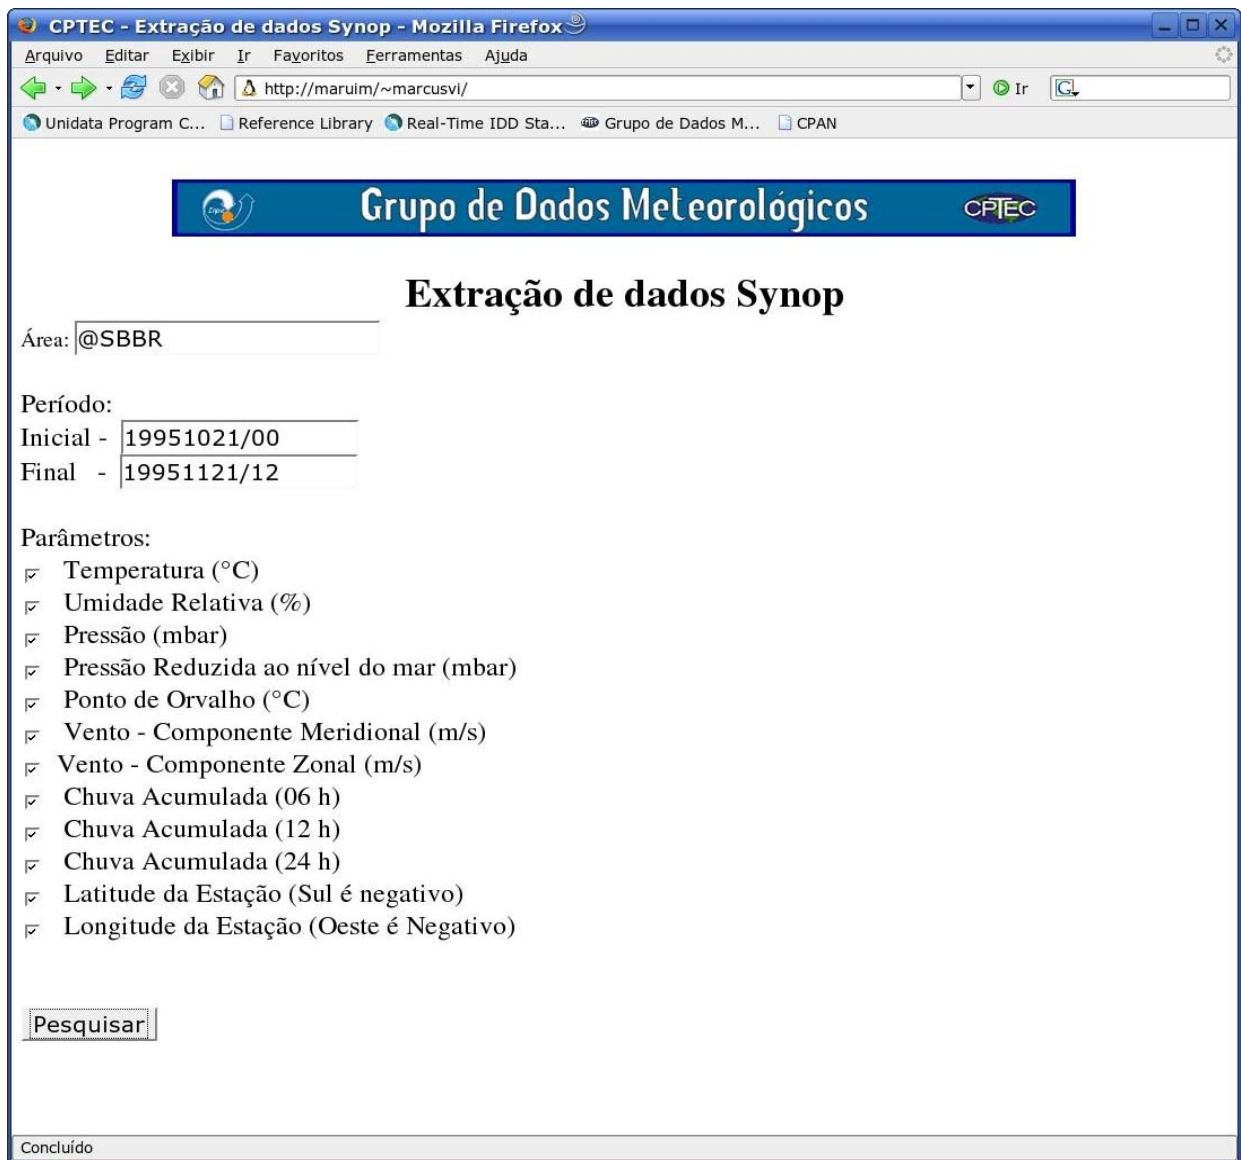 CPTEC - Extração de dados Synop - Mozilla Firefox
Arquivo Editar Exibir Ir Favoritos Ferramentas Ajuda
http://maruim/~marcusvi/ Ir G
Unidata Program C... Reference Library Real-Time IDD Sta... Grupo de Dados M... CPAN
Grupo de Dados Meteorológicos CPTEC
Extração de dados Synop
Área: @SBBR
Período:
Inicial - 19951021/00
Final - 19951121/12
Parâmetros:
Temperatura (°C)
Umidade Relativa (%)
Pressão (mbar)
Pressão Reduzida ao nível do mar (mbar)
Ponto de Orvalho (°C)
Vento - Componente Meridional (m/s)
Vento - Componente Zonal (m/s)
Chuva Acumulada (06 h)
Chuva Acumulada (12 h)
Chuva Acumulada (24 h)
Latitude da Estação (Sul é negativo)
Longitude da Estação (Oeste é Negativo)
Pesquisar
Concluído